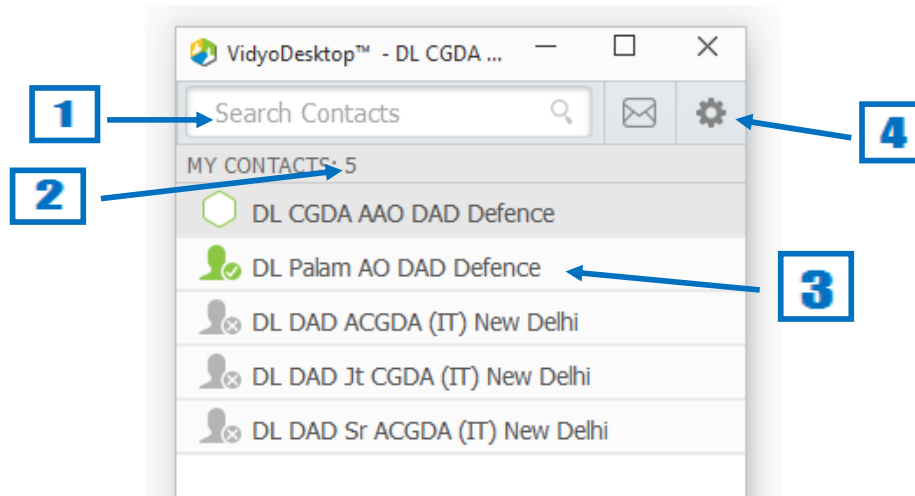 VidyoDesktop™ - DL CGDA ...
1
Search Contacts
4
MY CONTACTS: 5
2
DL CGDA AAO DAD Defence
DL Palam AO DAD Defence
3
DL DAD ACGDA (IT) New Delhi
DL DAD Jt CGDA (IT) New Delhi
DL DAD Sr ACGDA (IT) New Delhi